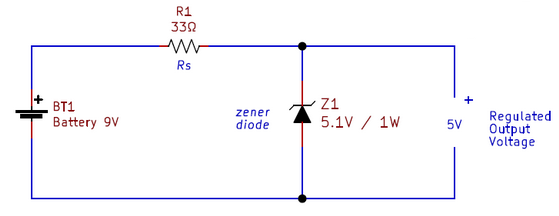 R1
33Ω
Rs
+
BT1
Battery 9V
zener
diode
Z1
5.1V / 1W
+
5V
Regulated
Output
Voltage